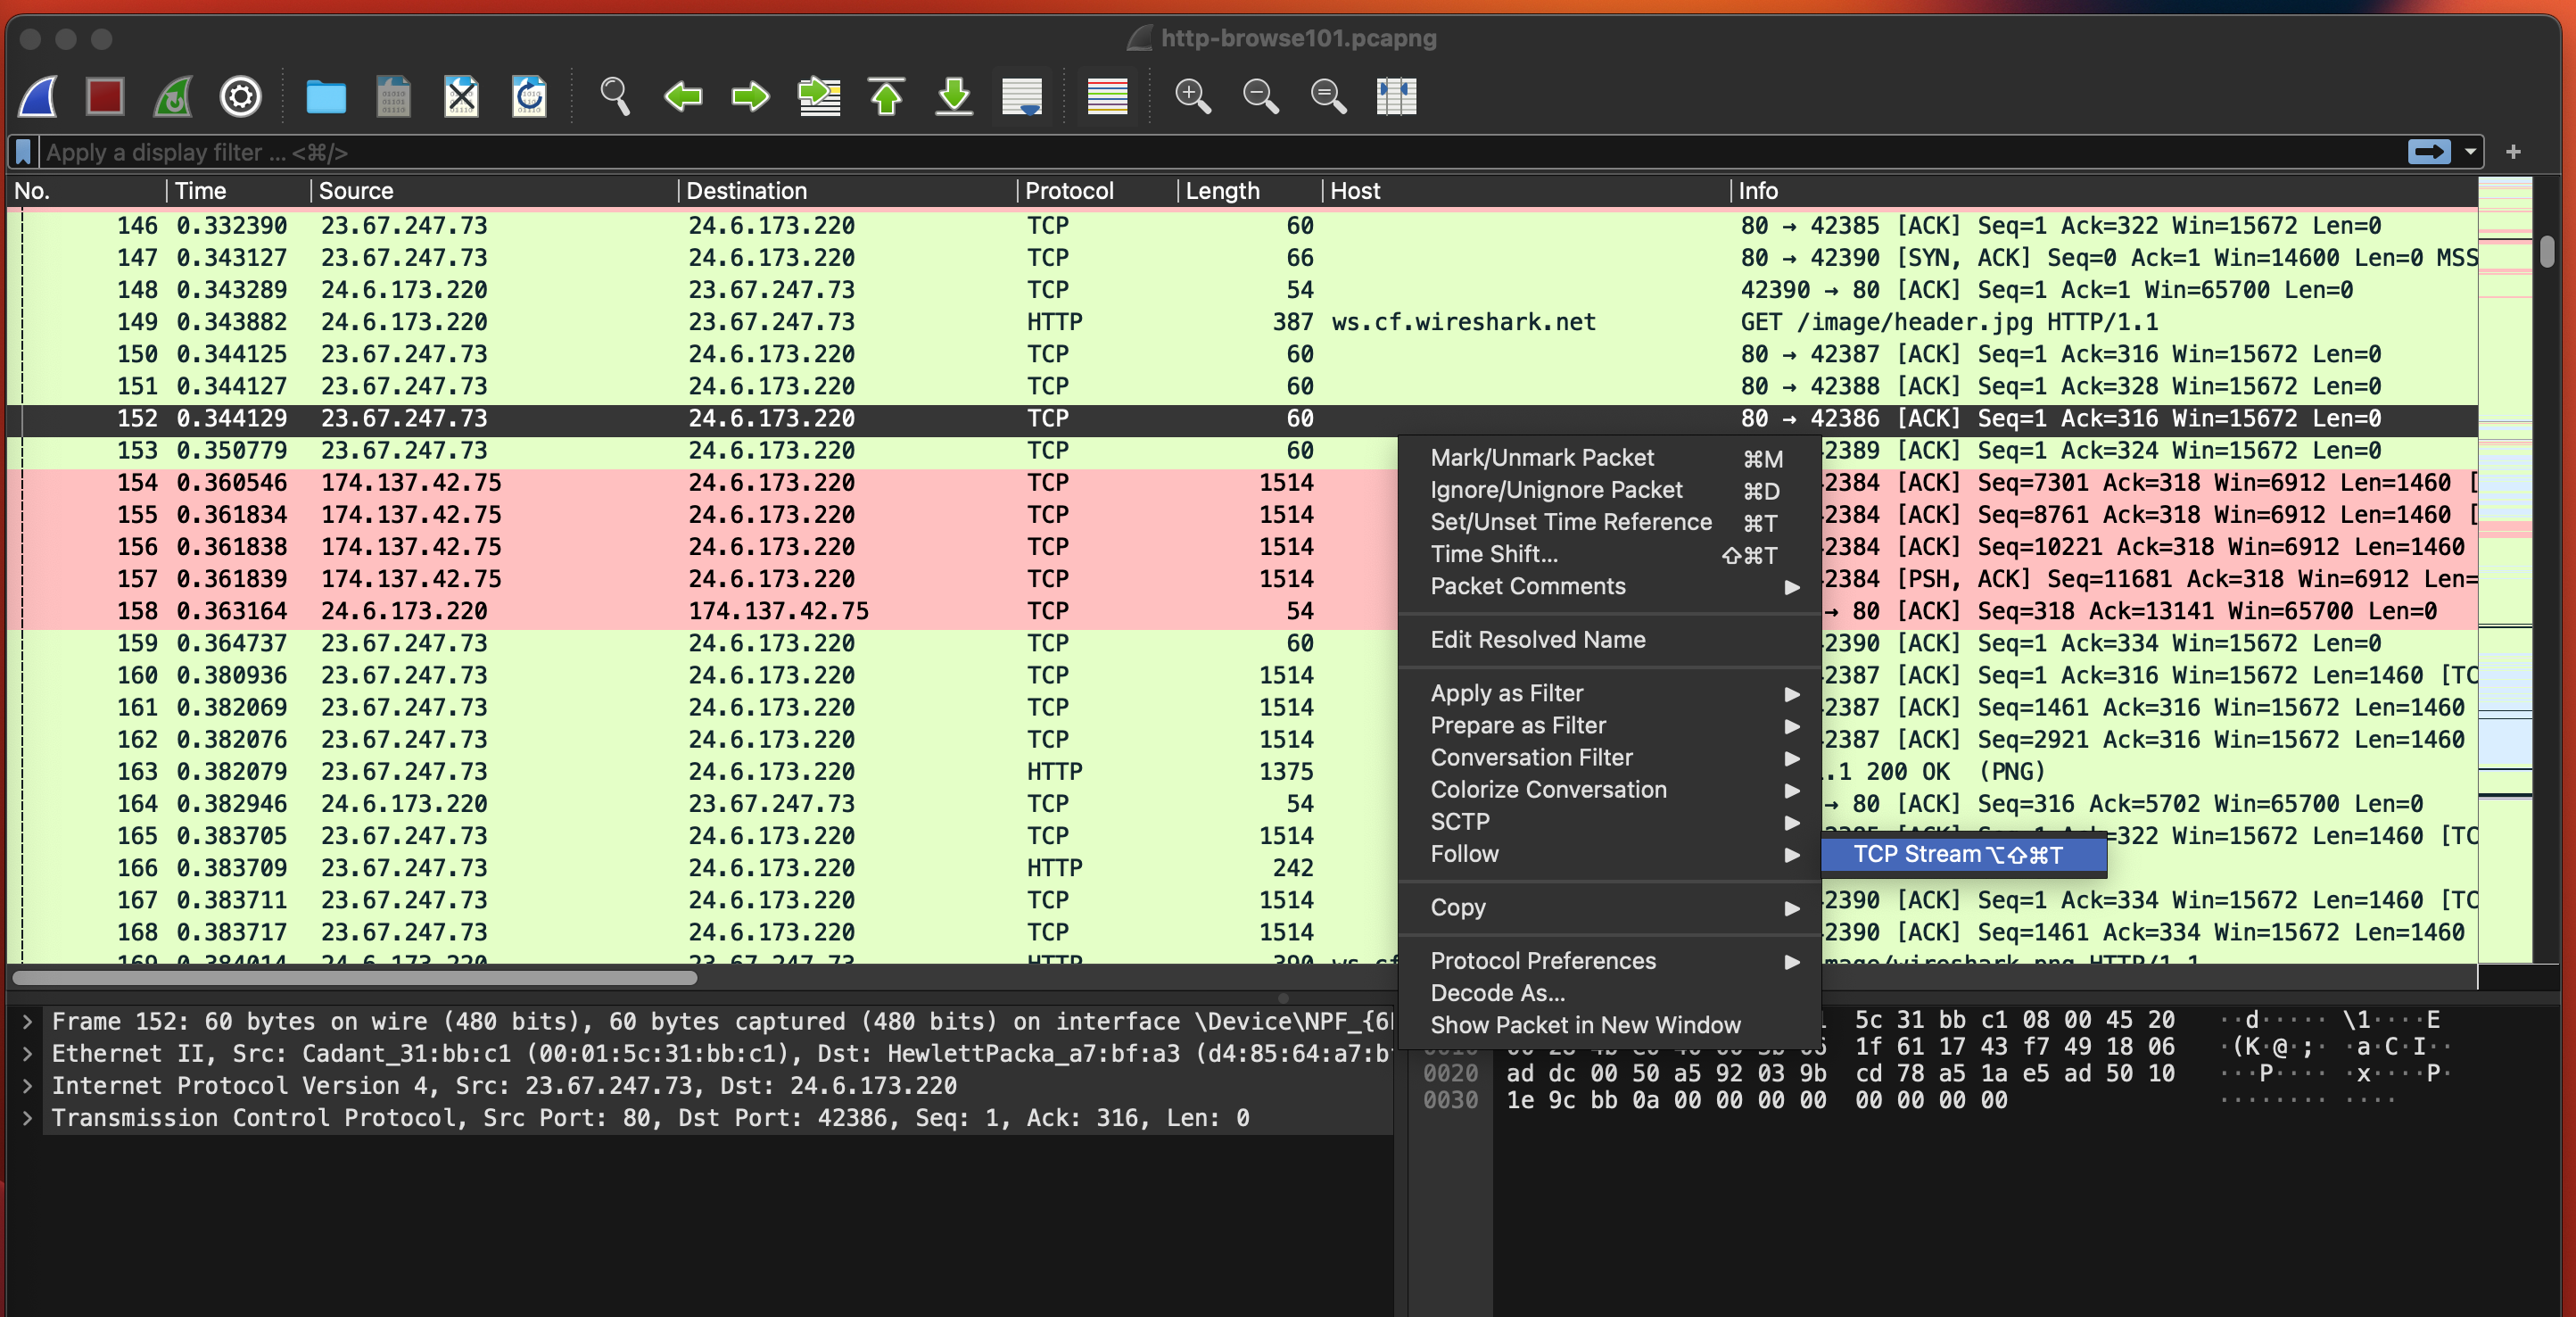 http-browse101.pcapng
Apply a display filter ... <⌘/>
No. Time Source Destination Protocol Length Host Info
146 0.332390 23.67.247.73 24.6.173.220 TCP 60 80 → 42385 [ACK] Seq=1 Ack=322 Win=15672 Len=0
147 0.343127 23.67.247.73 24.6.173.220 TCP 66 80 → 42390 [SYN, ACK] Seq=0 Ack=1 Win=14600 Len=0 MSS
148 0.343289 24.6.173.220 23.67.247.73 TCP 54 42390 → 80 [ACK] Seq=1 Ack=1 Win=65700 Len=0
149 0.343882 24.6.173.220 23.67.247.73 HTTP 387 ws.cf.wireshark.net GET /image/header.jpg HTTP/1.1
150 0.344125 23.67.247.73 24.6.173.220 TCP 60 80 → 42387 [ACK] Seq=1 Ack=316 Win=15672 Len=0
151 0.344127 23.67.247.73 24.6.173.220 TCP 60 80 → 42388 [ACK] Seq=1 Ack=328 Win=15672 Len=0
152 0.344129 23.67.247.73 24.6.173.220 TCP 60 80 → 42386 [ACK] Seq=1 Ack=316 Win=15672 Len=0
153 0.350779 23.67.247.73 24.6.173.220 TCP 60 2389 [ACK] Seq=1 Ack=324 Win=15672 Len=0
154 0.360546 174.137.42.75 24.6.173.220 TCP 1514 2384 [ACK] Seq=7301 Ack=318 Win=6912 Len=1460 [
155 0.361834 174.137.42.75 24.6.173.220 TCP 1514 2384 [ACK] Seq=8761 Ack=318 Win=6912 Len=1460 [
156 0.361838 174.137.42.75 24.6.173.220 TCP 1514 2384 [ACK] Seq=10221 Ack=318 Win=6912 Len=1460
157 0.361839 174.137.42.75 24.6.173.220 TCP 1514 2384 [PSH, ACK] Seq=11681 Ack=318 Win=6912 Len=
158 0.363164 24.6.173.220 174.137.42.75 TCP 54 → 80 [ACK] Seq=318 Ack=13141 Win=65700 Len=0
159 0.364737 23.67.247.73 24.6.173.220 TCP 60 2390 [ACK] Seq=1 Ack=334 Win=15672 Len=0
160 0.380936 23.67.247.73 24.6.173.220 TCP 1514 2387 [ACK] Seq=1 Ack=316 Win=15672 Len=1460 [TC
161 0.382069 23.67.247.73 24.6.173.220 TCP 1514 2387 [ACK] Seq=1461 Ack=316 Win=15672 Len=1460
162 0.382076 23.67.247.73 24.6.173.220 TCP 1514 2387 [ACK] Seq=2921 Ack=316 Win=15672 Len=1460
163 0.382079 23.67.247.73 24.6.173.220 HTTP 1375 .1 200 OK (PNG)
164 0.382946 24.6.173.220 23.67.247.73 TCP 54 → 80 [ACK] Seq=316 Ack=5702 Win=65700 Len=0
165 0.383705 23.67.247.73 24.6.173.220 TCP 1514 2385 [ACK] Seq=1 Ack=322 Win=15672 Len=1460 [TC
166 0.383709 23.67.247.73 24.6.173.220 HTTP 242
167 0.383711 23.67.247.73 24.6.173.220 TCP 1514 2390 [ACK] Seq=1 Ack=334 Win=15672 Len=1460 [TC
168 0.383717 23.67.247.73 24.6.173.220 TCP 1514 2390 [ACK] Seq=1461 Ack=334 Win=15672 Len=1460
169 0.384014 24.6.173.220 23.67.247.73 HTTP 390 ws.cf mage/wireshark.png HTTP/1.1
Mark/Unmark Packet ⌘M
Ignore/Unignore Packet ⌘D
Set/Unset Time Reference ⌘T
Time Shift... ⇧⌘T
Packet Comments
Edit Resolved Name
Apply as Filter
Prepare as Filter
Conversation Filter
Colorize Conversation
SCTP
Follow
TCP Stream ⌥⇧⌘T
Copy
Protocol Preferences
Decode As...
Show Packet in New Window
Frame 152: 60 bytes on wire (480 bits), 60 bytes captured (480 bits) on interface \Device\NPF_{6
Ethernet II, Src: Cadant_31:bb:c1 (00:01:5c:31:bb:c1), Dst: HewlettPacka_a7:bf:a3 (d4:85:64:a7:b
Internet Protocol Version 4, Src: 23.67.247.73, Dst: 24.6.173.220
Transmission Control Protocol, Src Port: 80, Dst Port: 42386, Seq: 1, Ack: 316, Len: 0
5c 31 bb c1 08 00 45 20 ··d····· \1····E
1f 61 17 43 f7 49 18 06 ·(K·@·;· ·a·C·I··
0020 ad dc 00 50 a5 92 03 9b cd 78 a5 1a e5 ad 50 10 ···P···· ·x····P·
0030 1e 9c bb 0a 00 00 00 00 00 00 00 00 ········ ····